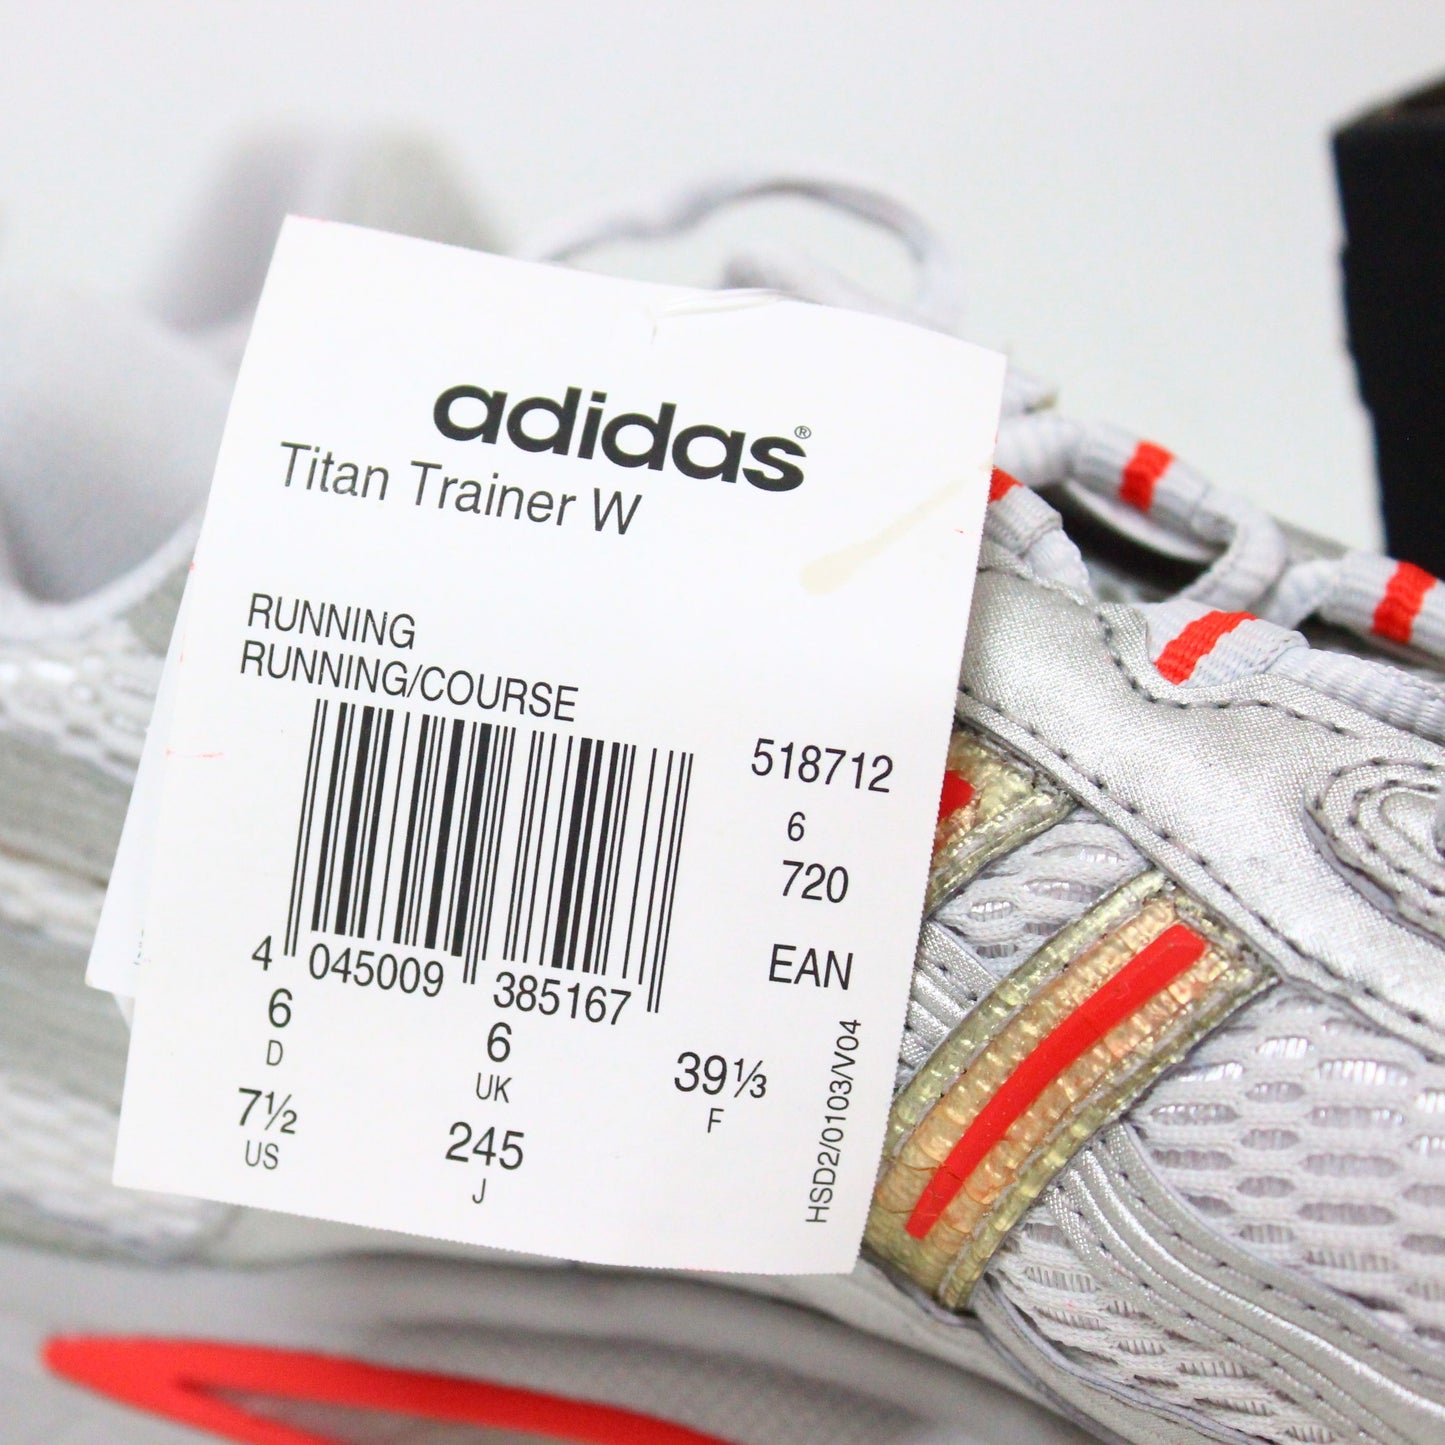 adidas®
Titan Trainer W
RUNNING
RUNNING/COURSE
518712
6
720
EAN
4 045009 385167
6
D
6
UK
39⅓
F
7½
US
245
J
HSD2/0103/V04